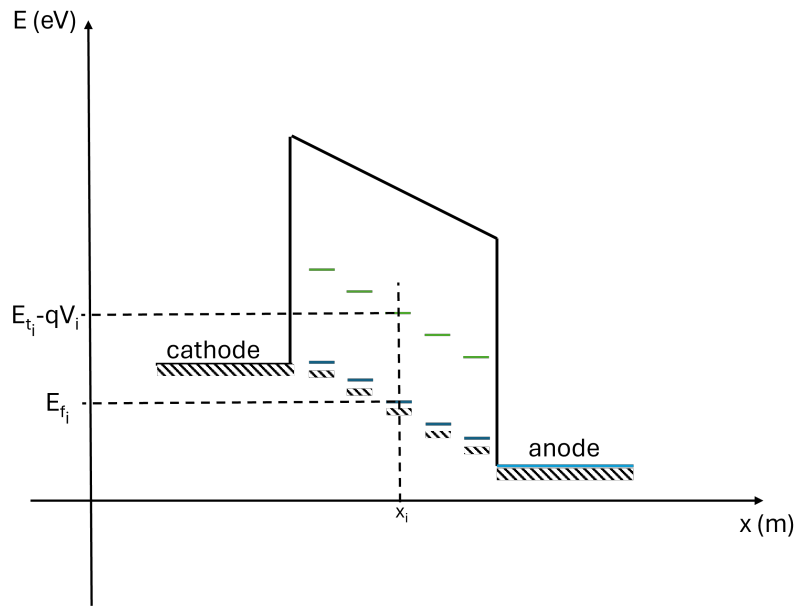 E (eV)
E_{t_i}-qV_i
cathode
E_{f_i}
anode
x_i
x (m)